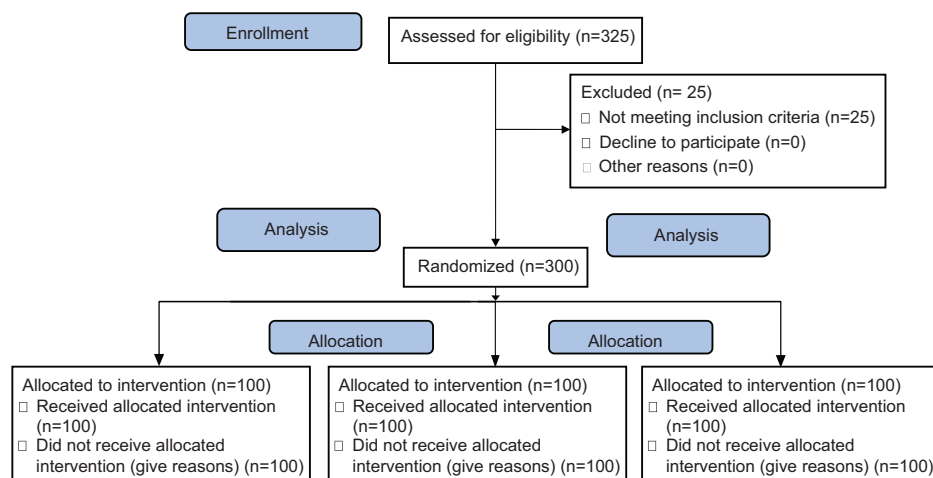 Enrollment
Assessed for eligibility (n=325)
Excluded (n= 25)
Not meeting inclusion criteria (n=25)
Decline to participate (n=0)
Other reasons (n=0)
Analysis
Analysis
Randomized (n=300)
Allocation
Allocation
Allocated to intervention (n=100)
Received allocated intervention
(n=100)
Did not receive allocated
intervention (give reasons) (n=100)
Allocated to intervention (n=100)
Received allocated intervention
(n=100)
Did not receive allocated
intervention (give reasons) (n=100)
Allocated to intervention (n=100)
Received allocated intervention
(n=100)
Did not receive allocated
intervention (give reasons) (n=100)